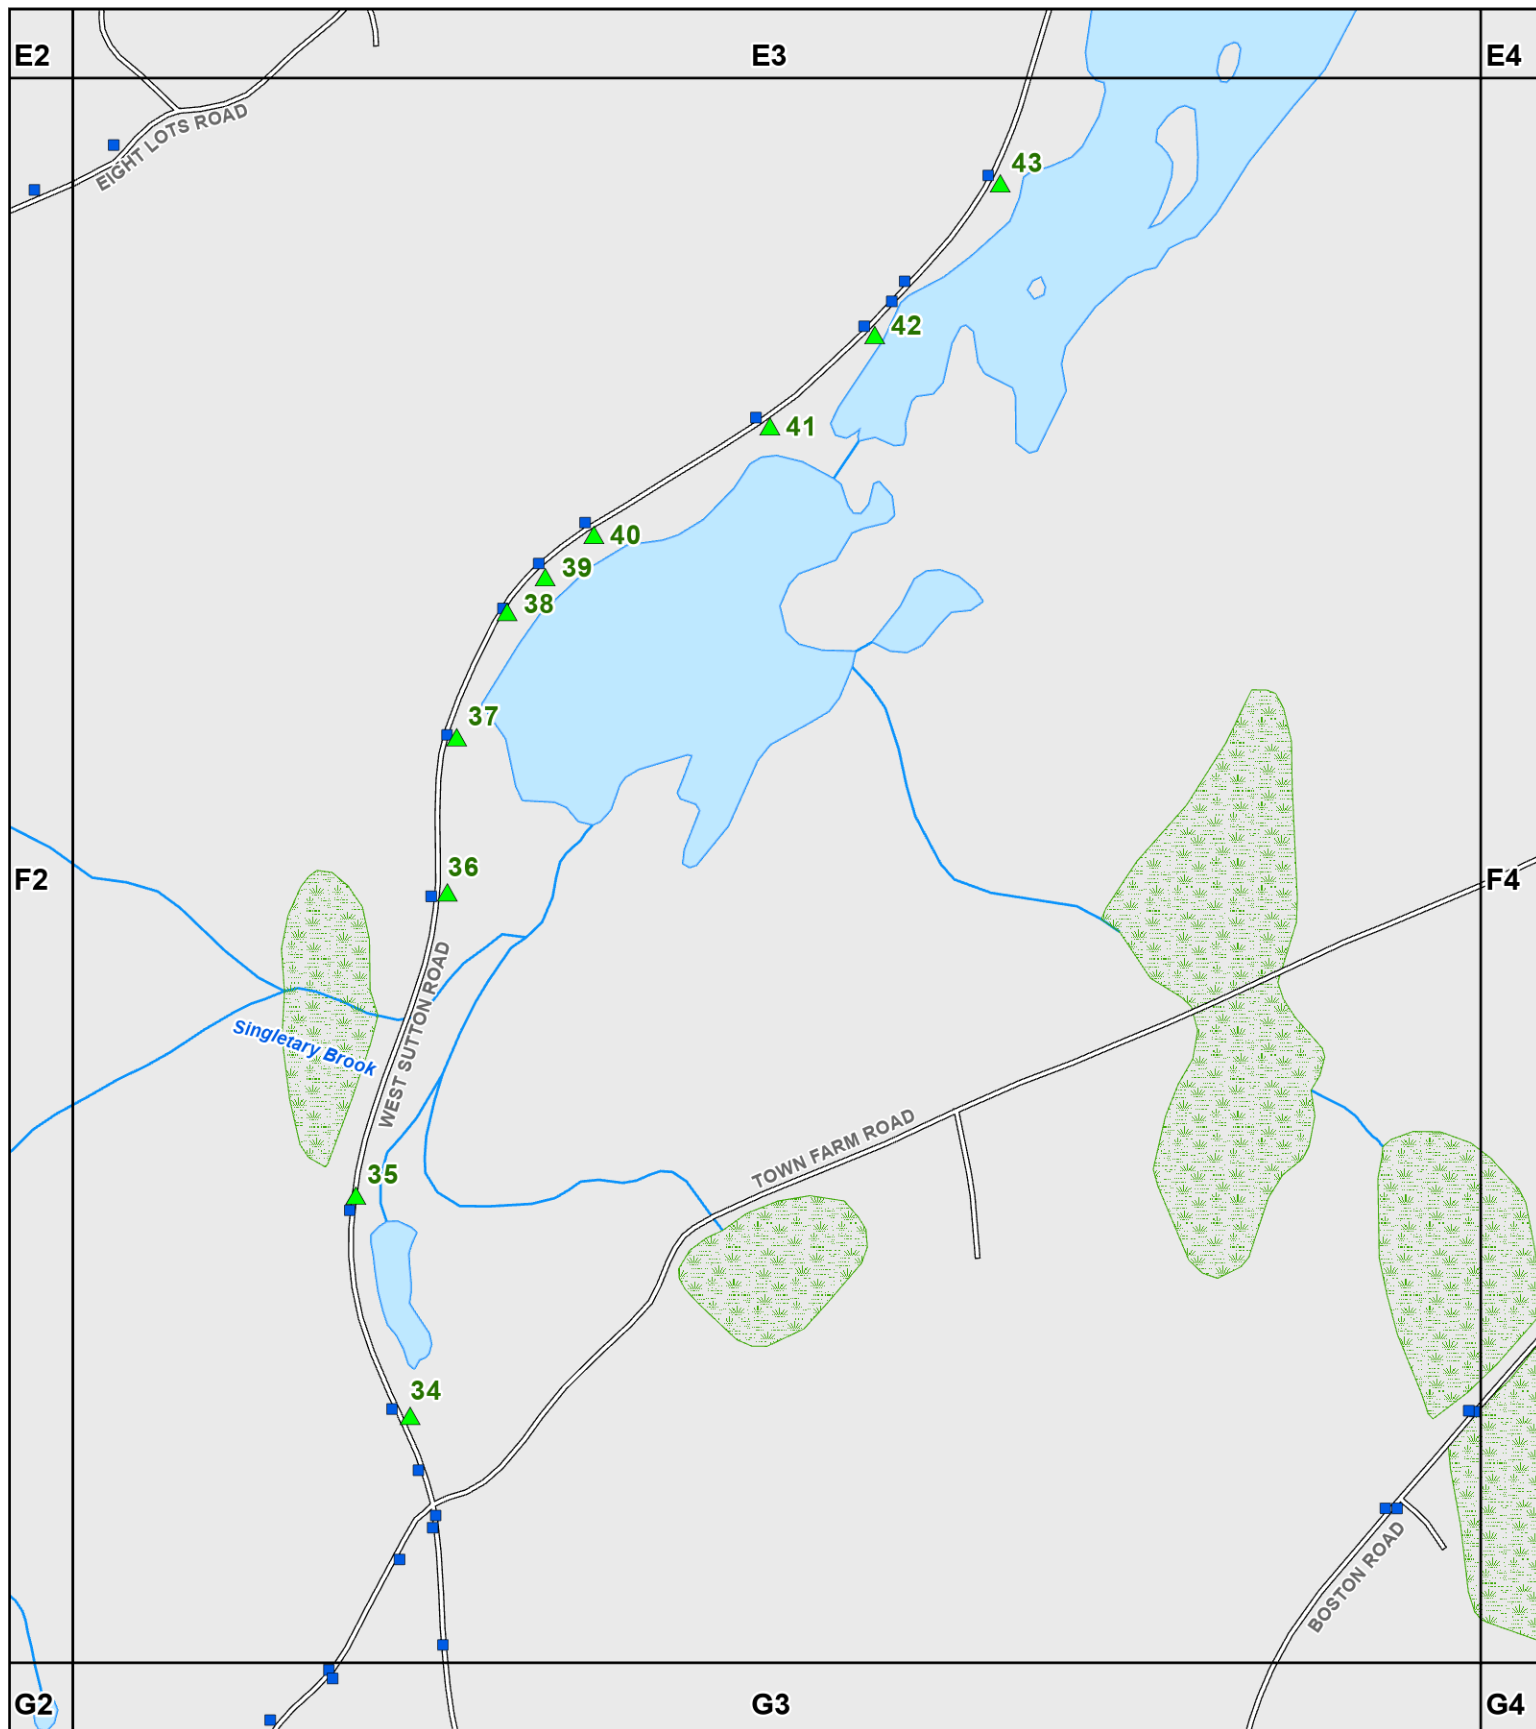 E2
E3
E4
EIGHT LOTS ROAD
43
42
41
40
39
38
37
36
F2
F4
WEST SUTTON ROAD
Singletary Brook
35
TOWN FARM ROAD
34
BOSTON ROAD
G2
G3
G4